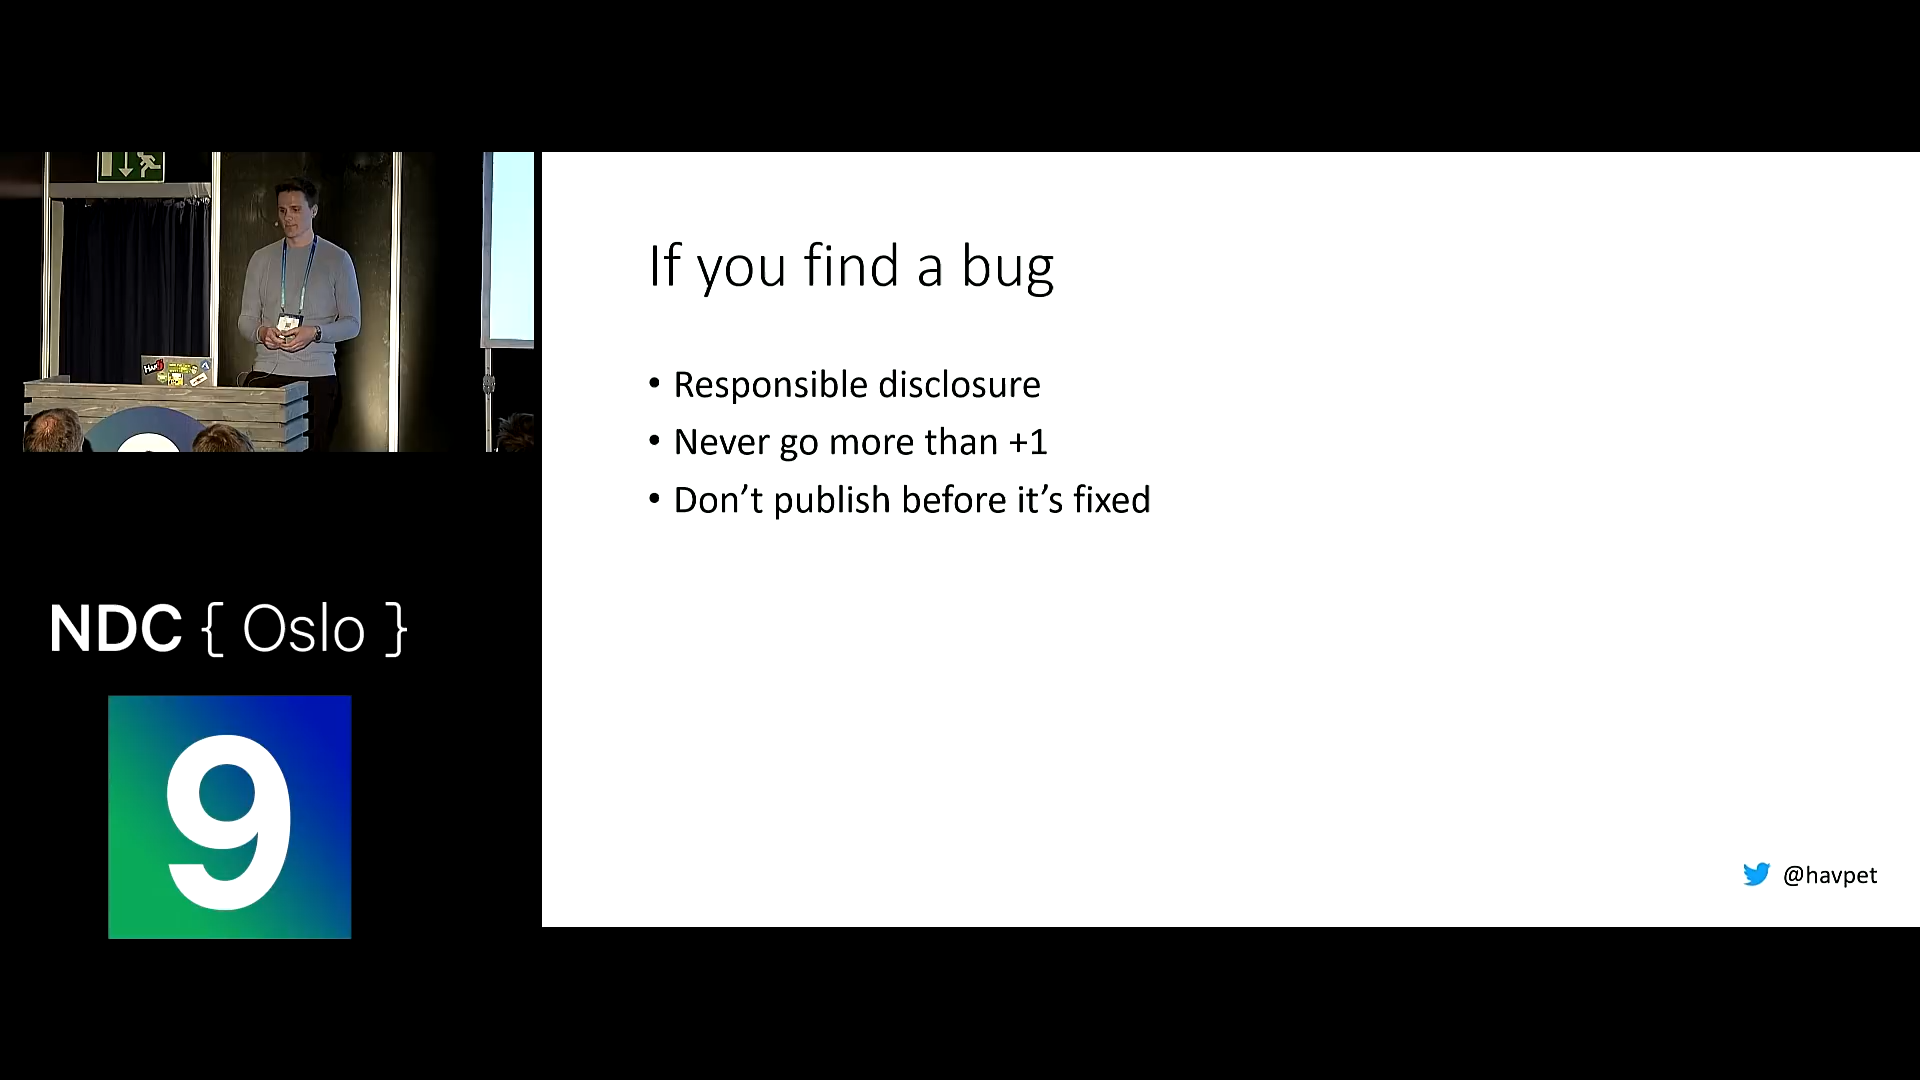 If you find a bug
• Responsible disclosure
• Never go more than +1
• Don’t publish before it’s fixed
@havpet
NDC { Oslo }
9